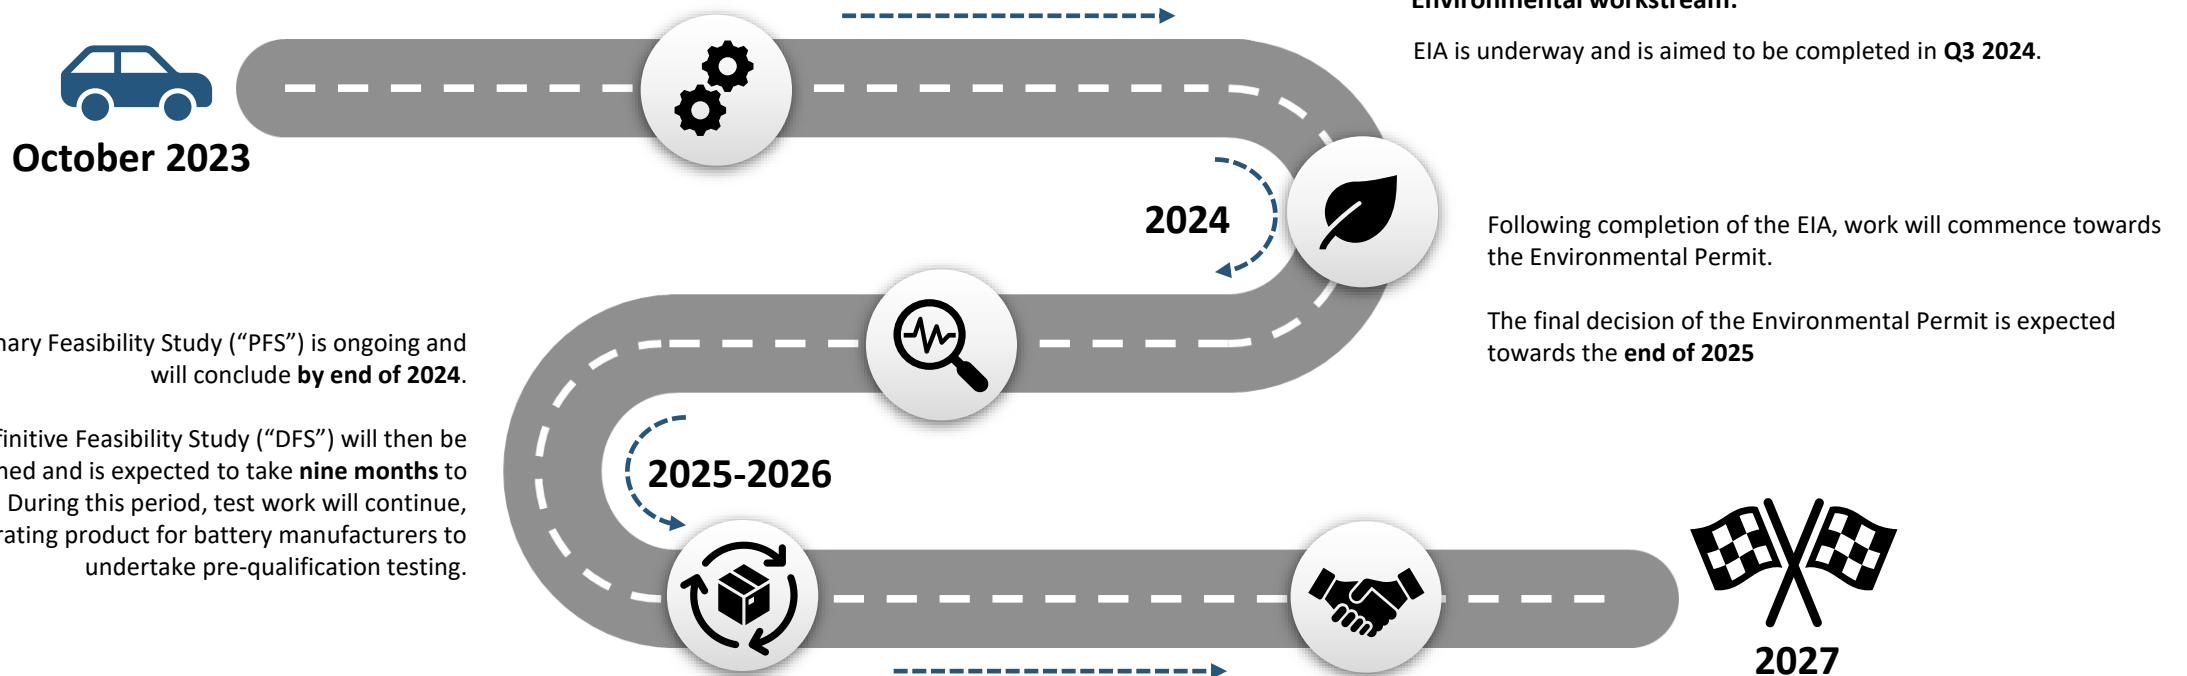 Environmental workstream:
EIA is underway and is aimed to be completed in Q3 2024.
October 2023
2024
Following completion of the EIA, work will commence towards
the Environmental Permit.
The final decision of the Environmental Permit is expected
towards the end of 2025
Feasibility Study (“PFS”) is ongoing and
will conclude by end of 2024.
Feasibility Study (“DFS”) will then be
and is expected to take nine months to
During this period, test work will continue,
product for battery manufacturers to
undertake pre-qualification testing.
2025-2026
2027